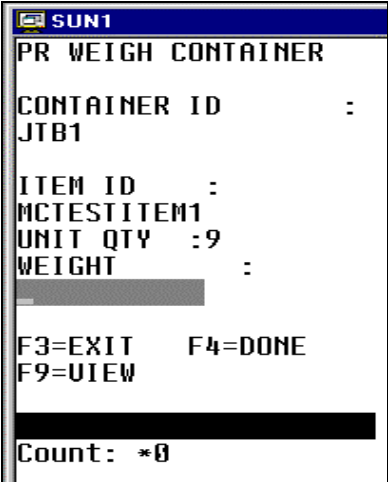 SUN1
PR WEIGH CONTAINER
CONTAINER ID :
JTB1
ITEM ID :
MCTESTITEM1
UNIT QTY :9
WEIGHT :
F3=EXIT F4=DONE
F9=VIEW
Count: *0